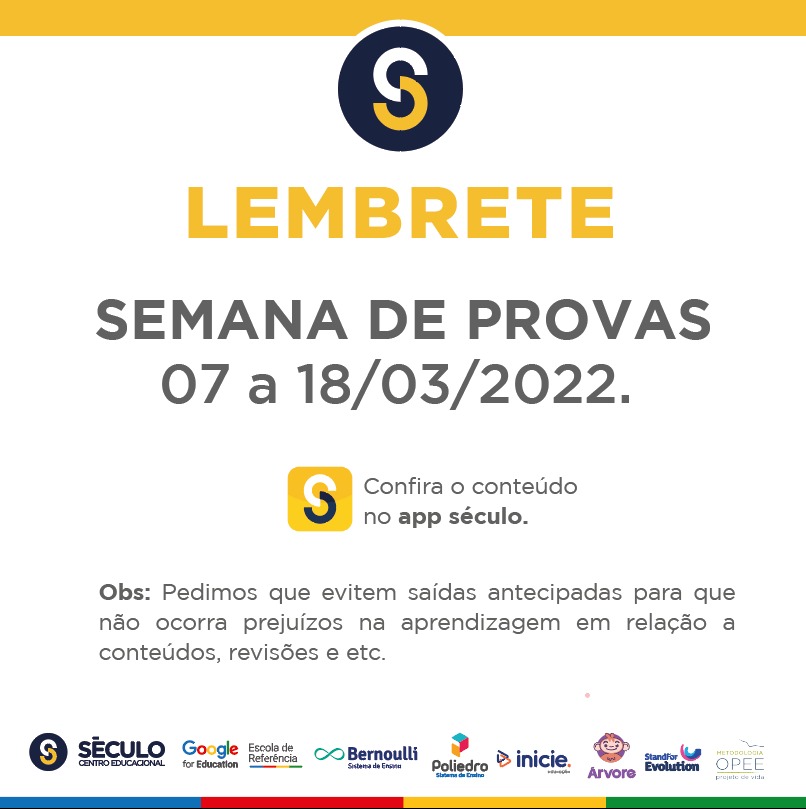 LEMBRETE
SEMANA DE PROVAS
07 a 18/03/2022.
Confira o conteúdo
no app século.
Obs: Pedimos que evitem saídas antecipadas para que
não ocorra prejuízos na aprendizagem em relação a
conteúdos, revisões e etc.
SÉCULO
CENTRO EDUCACIONAL
Google
for Education
Escola de
Referência
Bernoulli
Sistema de Ensino
Poliedro
Sistema de Ensino
inicie.
educação
Arvore
StandFor
Evolution
METODOLOGIA
OPEE
projeto de vida